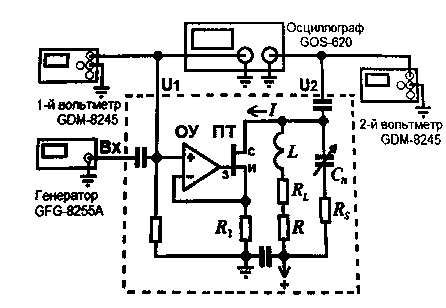 Осциллограф
GOS-620
U1
U2
1-й вольтметр
GDM-8245
2-й вольтметр
GDM-8245
I
ОУ
ПТ
Вх
+
−
с
з
и
L
Cн
RL
RS
R1
R
Генератор
GFG-8255A
+